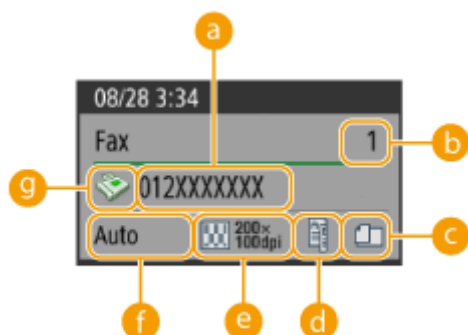 a
08/28 3:34
Fax 1
b
g
012XXXXXXX
Auto 200×
100dpi
c
f
e
d